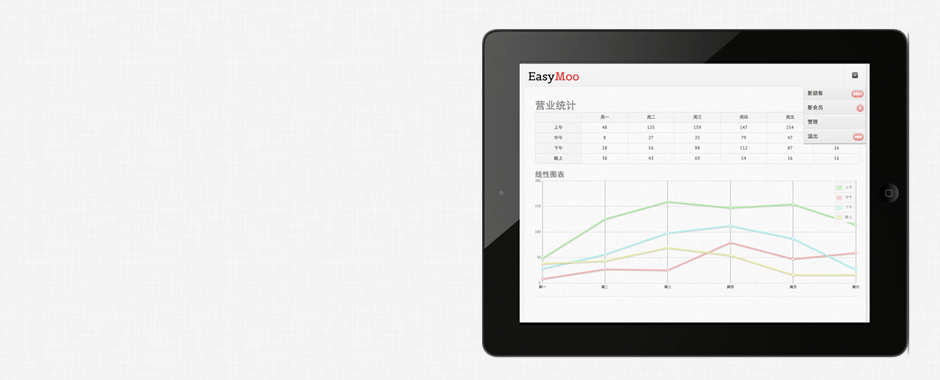 EasyMoo
新顾客
新会员
管理
退出
营业统计
周一 周二 周三 周四 周五
上午 48 125 159 147 154
中午 8 27 25 79 47
下午 28 56 98 112 87 26
晚上 38 43 69 54 16 16
线性图表
200
150
100
50
上午
中午
下午
晚上
周一 周二 周三 周四 周五 周六